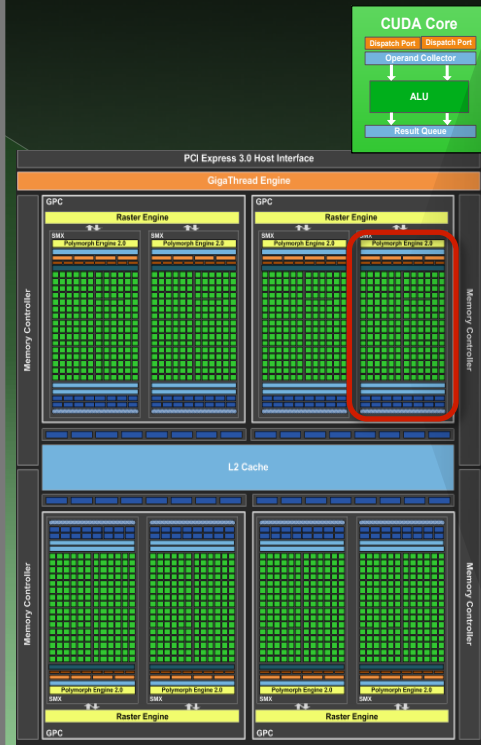 CUDA Core
Dispatch Port Dispatch Port
Operand Collector
ALU
Result Queue
PCI Express 3.0 Host Interface
GigaThread Engine
GPC
GPC
Raster Engine
Raster Engine
SMX
SMX
SMX
SMX
Polymorph Engine 2.0
Polymorph Engine 2.0
Polymorph Engine 2.0
Polymorph Engine 2.0
Memory Controller
Memory Controller
L2 Cache
Memory Controller
Memory Controller
Polymorph Engine 2.0
Polymorph Engine 2.0
Polymorph Engine 2.0
Polymorph Engine 2.0
SMX
SMX
SMX
SMX
Raster Engine
Raster Engine
GPC
GPC